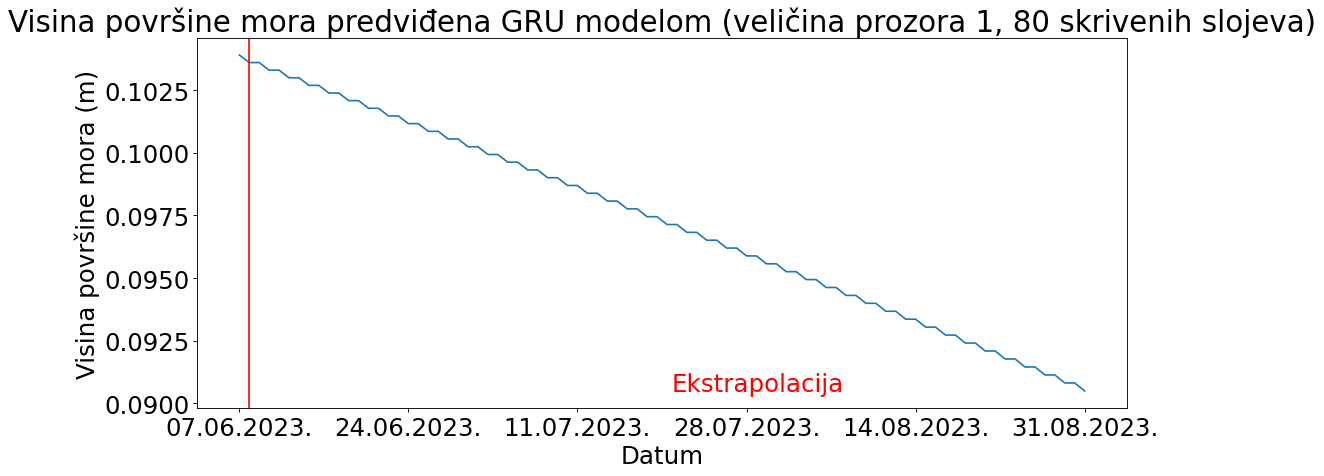 Visina površine mora predviđena GRU modelom (veličina prozora 1, 80 skrivenih slojeva)
Visina površine mora (m)
0.1025
0.1000
0.0975
0.0950
0.0925
0.0900
Ekstrapolacija
07.06.2023. 24.06.2023. 11.07.2023. 28.07.2023. 14.08.2023. 31.08.2023.
Datum